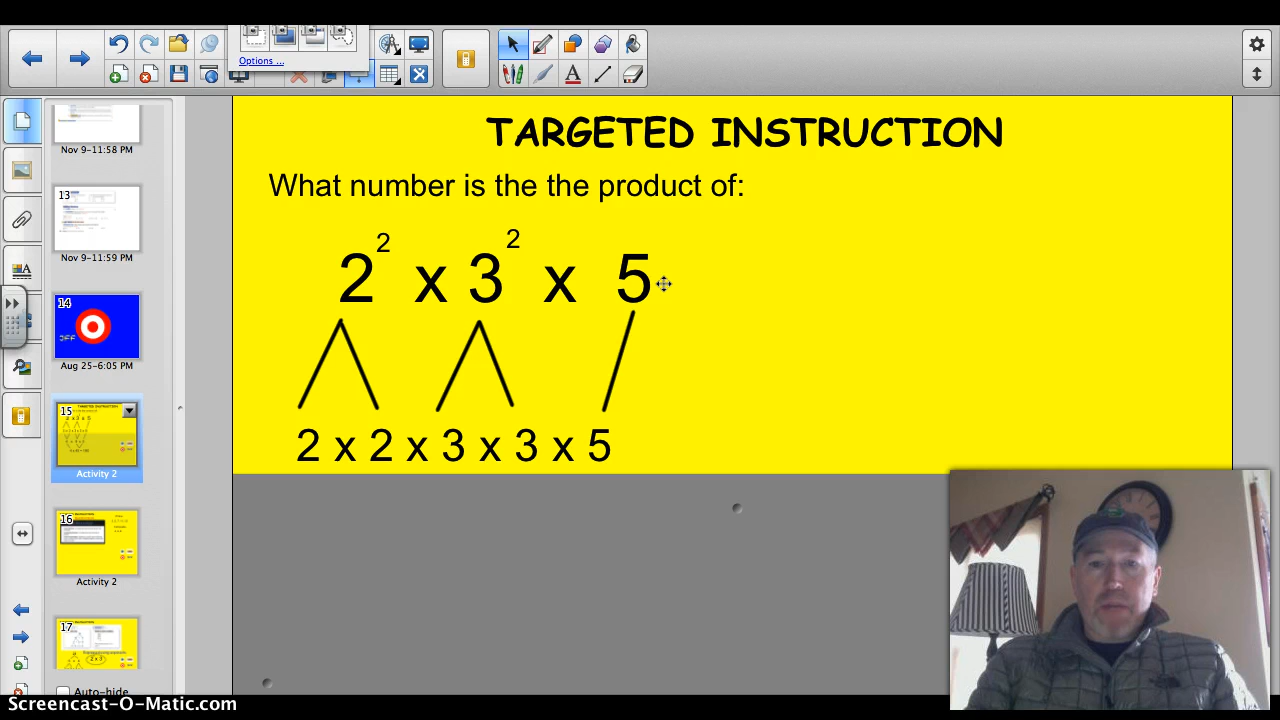 Options ...
TARGETED INSTRUCTION
What number is the the product of:
2² x 3² x 5
2 x 2 x 3 x 3 x 5
Nov 9-11:58 PM
13
Nov 9-11:59 PM
14
Aug 25-6:05 PM
15
Activity 2
16
Activity 2
17
2 x 3
Auto-hide
Screencast-O-Matic.com